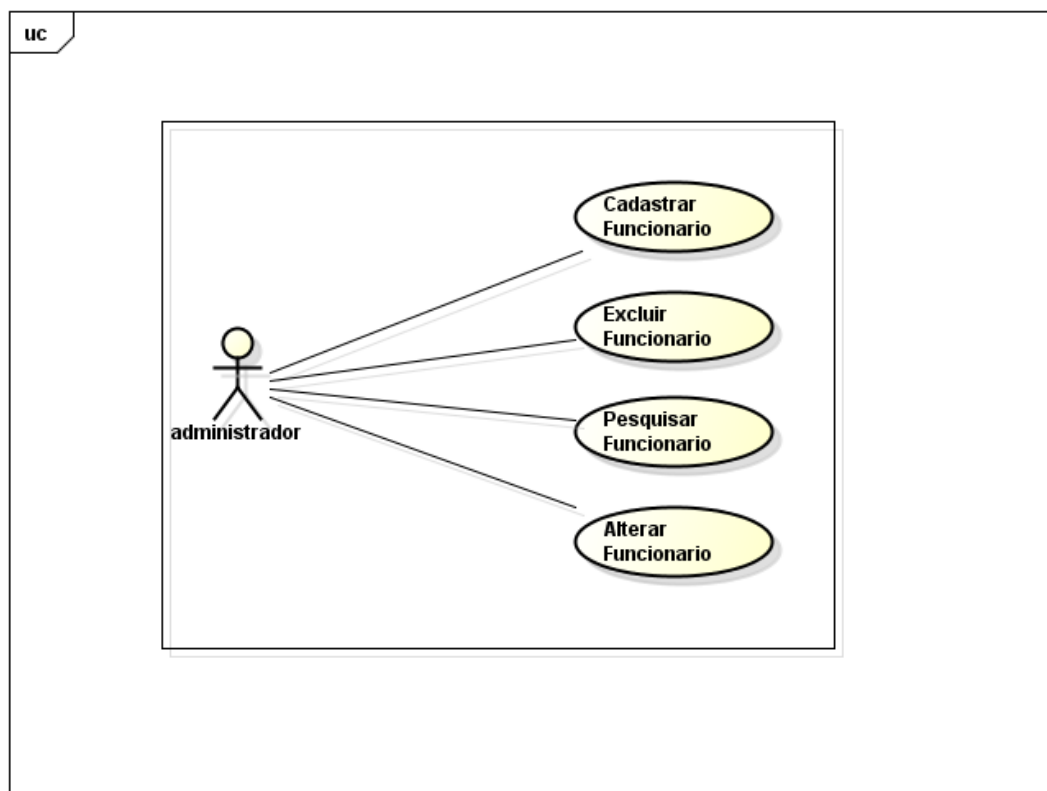 uc
Cadastrar
Funcionario
Excluir
Funcionario
Pesquisar
Funcionario
Alterar
Funcionario
administrador